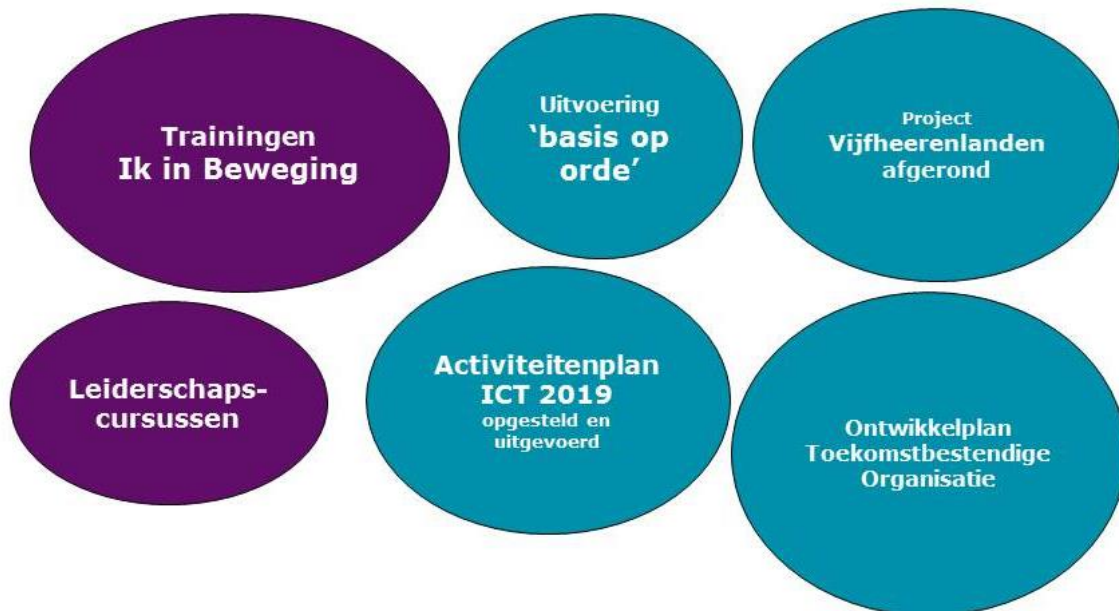 Trainingen
Ik in Beweging
Uitvoering
‘basis op
orde’
Project
Vijfheerenlanden
afgerond
Leiderschaps-
cursussen
Activiteitenplan
ICT 2019
opgesteld en
uitgevoerd
Ontwikkelplan
Toekomstbestendige
Organisatie